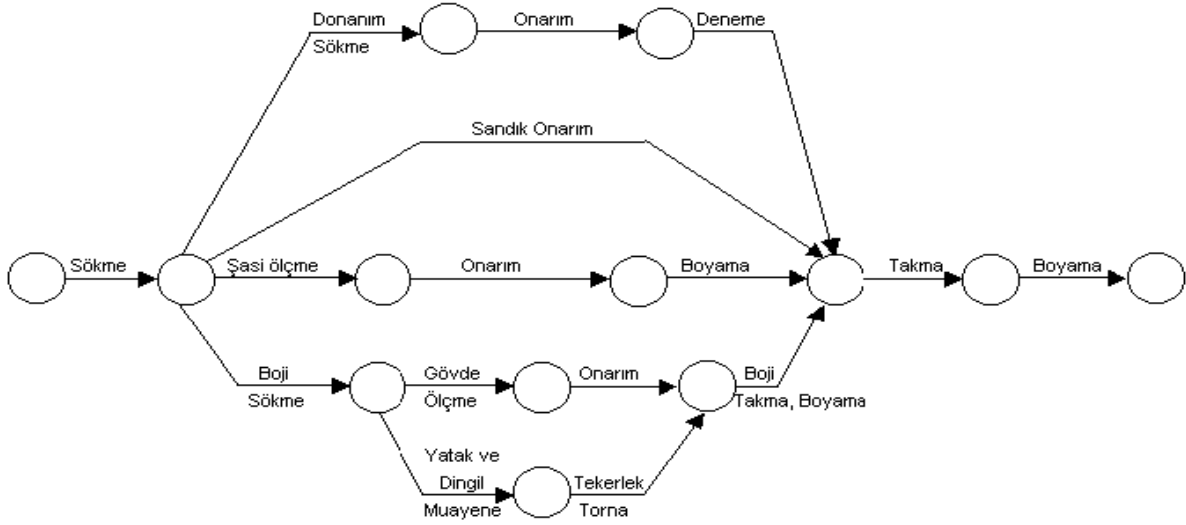 Donanım
Sökme
Onarım
Deneme
Sandık Onarım
Sökme
Şasi ölçme
Onarım
Boyama
Takma
Boyama
Boji
Sökme
Gövde
Ölçme
Onarım
Boji
Takma, Boyama
Yatak ve
Dingil
Muayene
Tekerlek
Torna